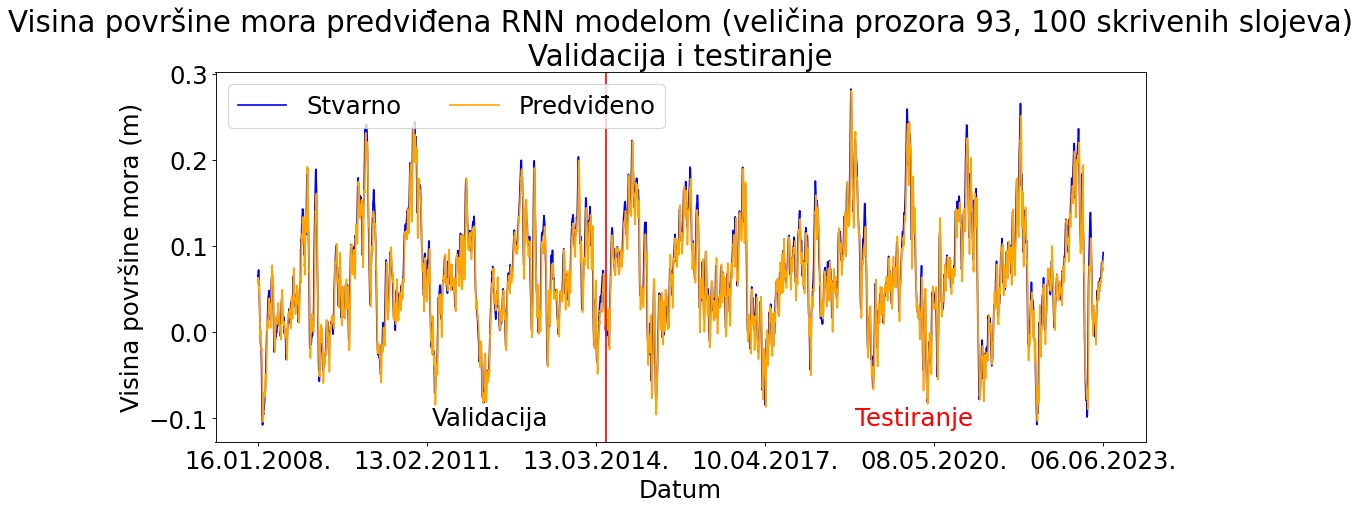 Visina površine mora predviđena RNN modelom (veličina prozora 93, 100 skrivenih slojeva)
Validacija i testiranje
Stvarno
Predviđeno
Visina površine mora (m)
0.3
0.2
0.1
0.0
−0.1
Validacija
Testiranje
16.01.2008.
13.02.2011.
13.03.2014.
10.04.2017.
08.05.2020.
06.06.2023.
Datum